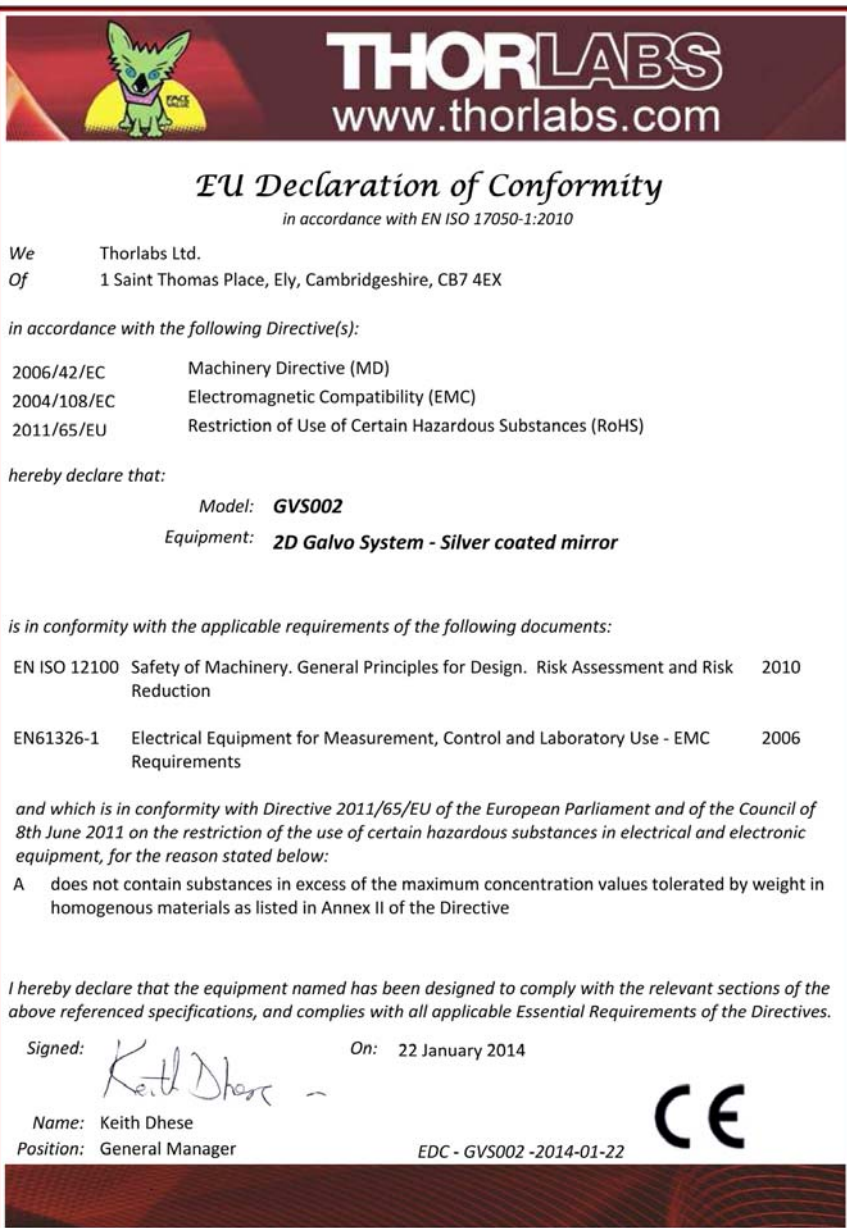 FACE
VALUE
THORLABS
www.thorlabs.com
EU Declaration of Conformity
in accordance with EN ISO 17050-1:2010
We Thorlabs Ltd.
Of 1 Saint Thomas Place, Ely, Cambridgeshire, CB7 4EX
in accordance with the following Directive(s):
2006/42/EC Machinery Directive (MD)
2004/108/EC Electromagnetic Compatibility (EMC)
2011/65/EU Restriction of Use of Certain Hazardous Substances (RoHS)
hereby declare that:
Model: GVS002
Equipment: 2D Galvo System - Silver coated mirror
is in conformity with the applicable requirements of the following documents:
EN ISO 12100 Safety of Machinery. General Principles for Design. Risk Assessment and Risk 2010
Reduction
EN61326-1 Electrical Equipment for Measurement, Control and Laboratory Use - EMC 2006
Requirements
and which is in conformity with Directive 2011/65/EU of the European Parliament and of the Council of
8th June 2011 on the restriction of the use of certain hazardous substances in electrical and electronic
equipment, for the reason stated below:
A does not contain substances in excess of the maximum concentration values tolerated by weight in
homogenous materials as listed in Annex II of the Directive
I hereby declare that the equipment named has been designed to comply with the relevant sections of the
above referenced specifications, and complies with all applicable Essential Requirements of the Directives.
Signed: Keith Dhese On: 22 January 2014
Name: Keith Dhese
Position: General Manager EDC - GVS002 -2014-01-22
CE